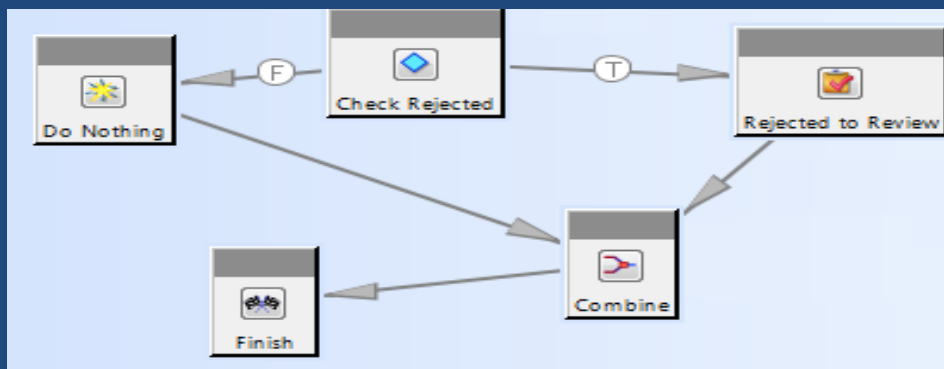 F
T
Check Rejected
Do Nothing
Rejected to Review
Combine
Finish